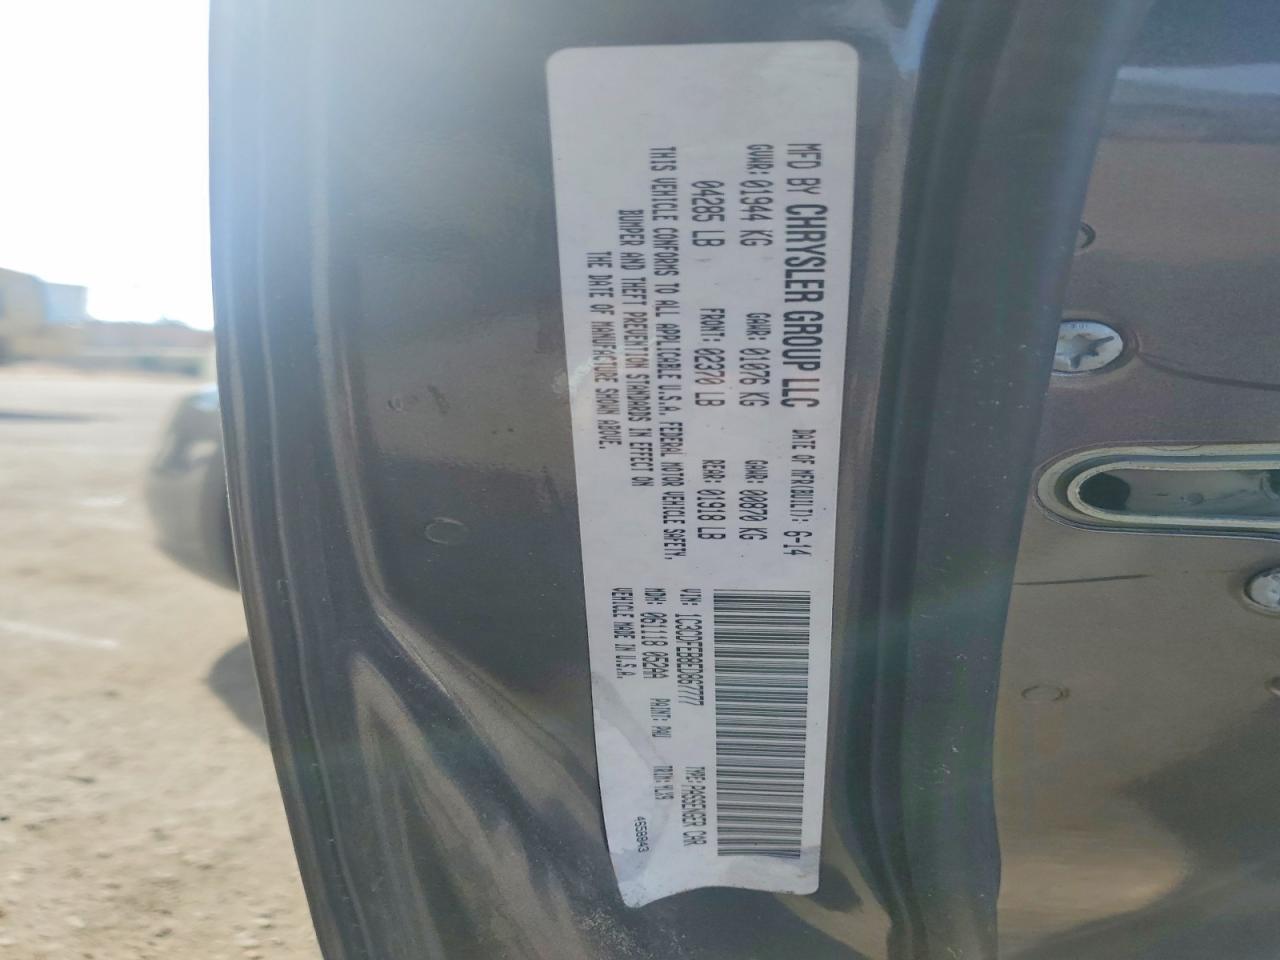 MFD BY CHRYSLER GROUP LLC DATE OF MFR(BUILT): 6-14
GVWR: 01944 KG GAWR: 01076 KG GAWR: 00870 KG
04285 LB FRONT: 02370 LB REAR: 01918 LB
THIS VEHICLE CONFORMS TO ALL APPLICABLE U.S.A. FEDERAL MOTOR VEHICLE SAFETY,
BUMPER AND THEFT PREVENTION STANDARDS IN EFFECT ON
THE DATE OF MANUFACTURE SHOWN ABOVE.
VIN: 1C3CDFEB8ED867777 TYPE: PASSENGER CAR
MDH: 061118 052AA PAINT: PAU TRIM: VLX9
VEHICLE MADE IN U.S.A. 4658843